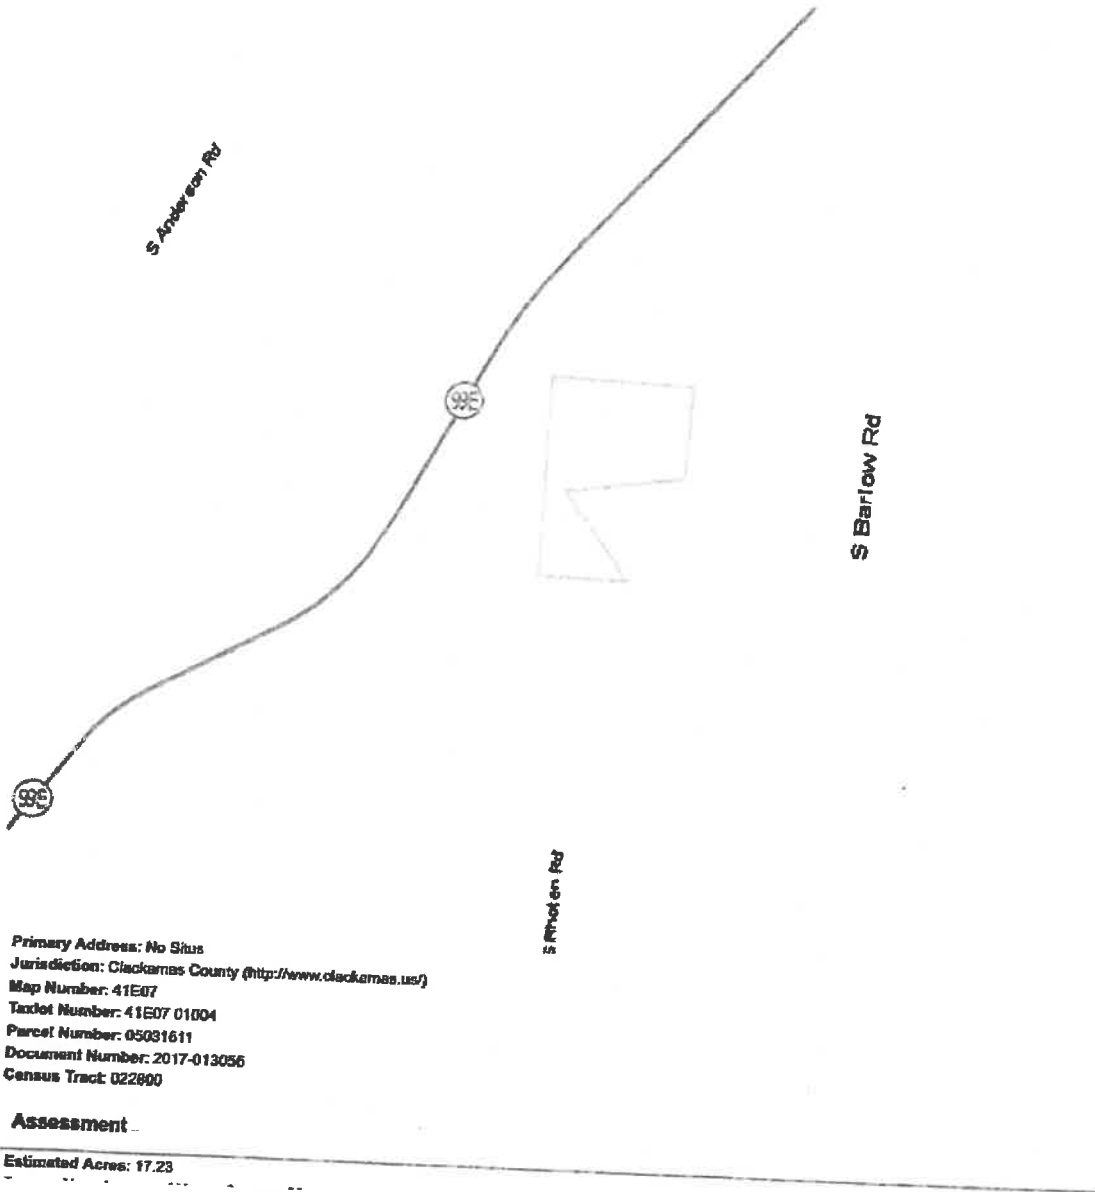 S Anderson Rd
99E
S Barlow Rd
99E
S Rhoten Rd
Primary Address: No Situs
Jurisdiction: Clackamas County (http://www.clackamas.us/)
Map Number: 41E07
Taxlot Number: 41E07 01004
Parcel Number: 05031611
Document Number: 2017-013056
Census Tract: 022900
Assessment
Estimated Acres: 17.23